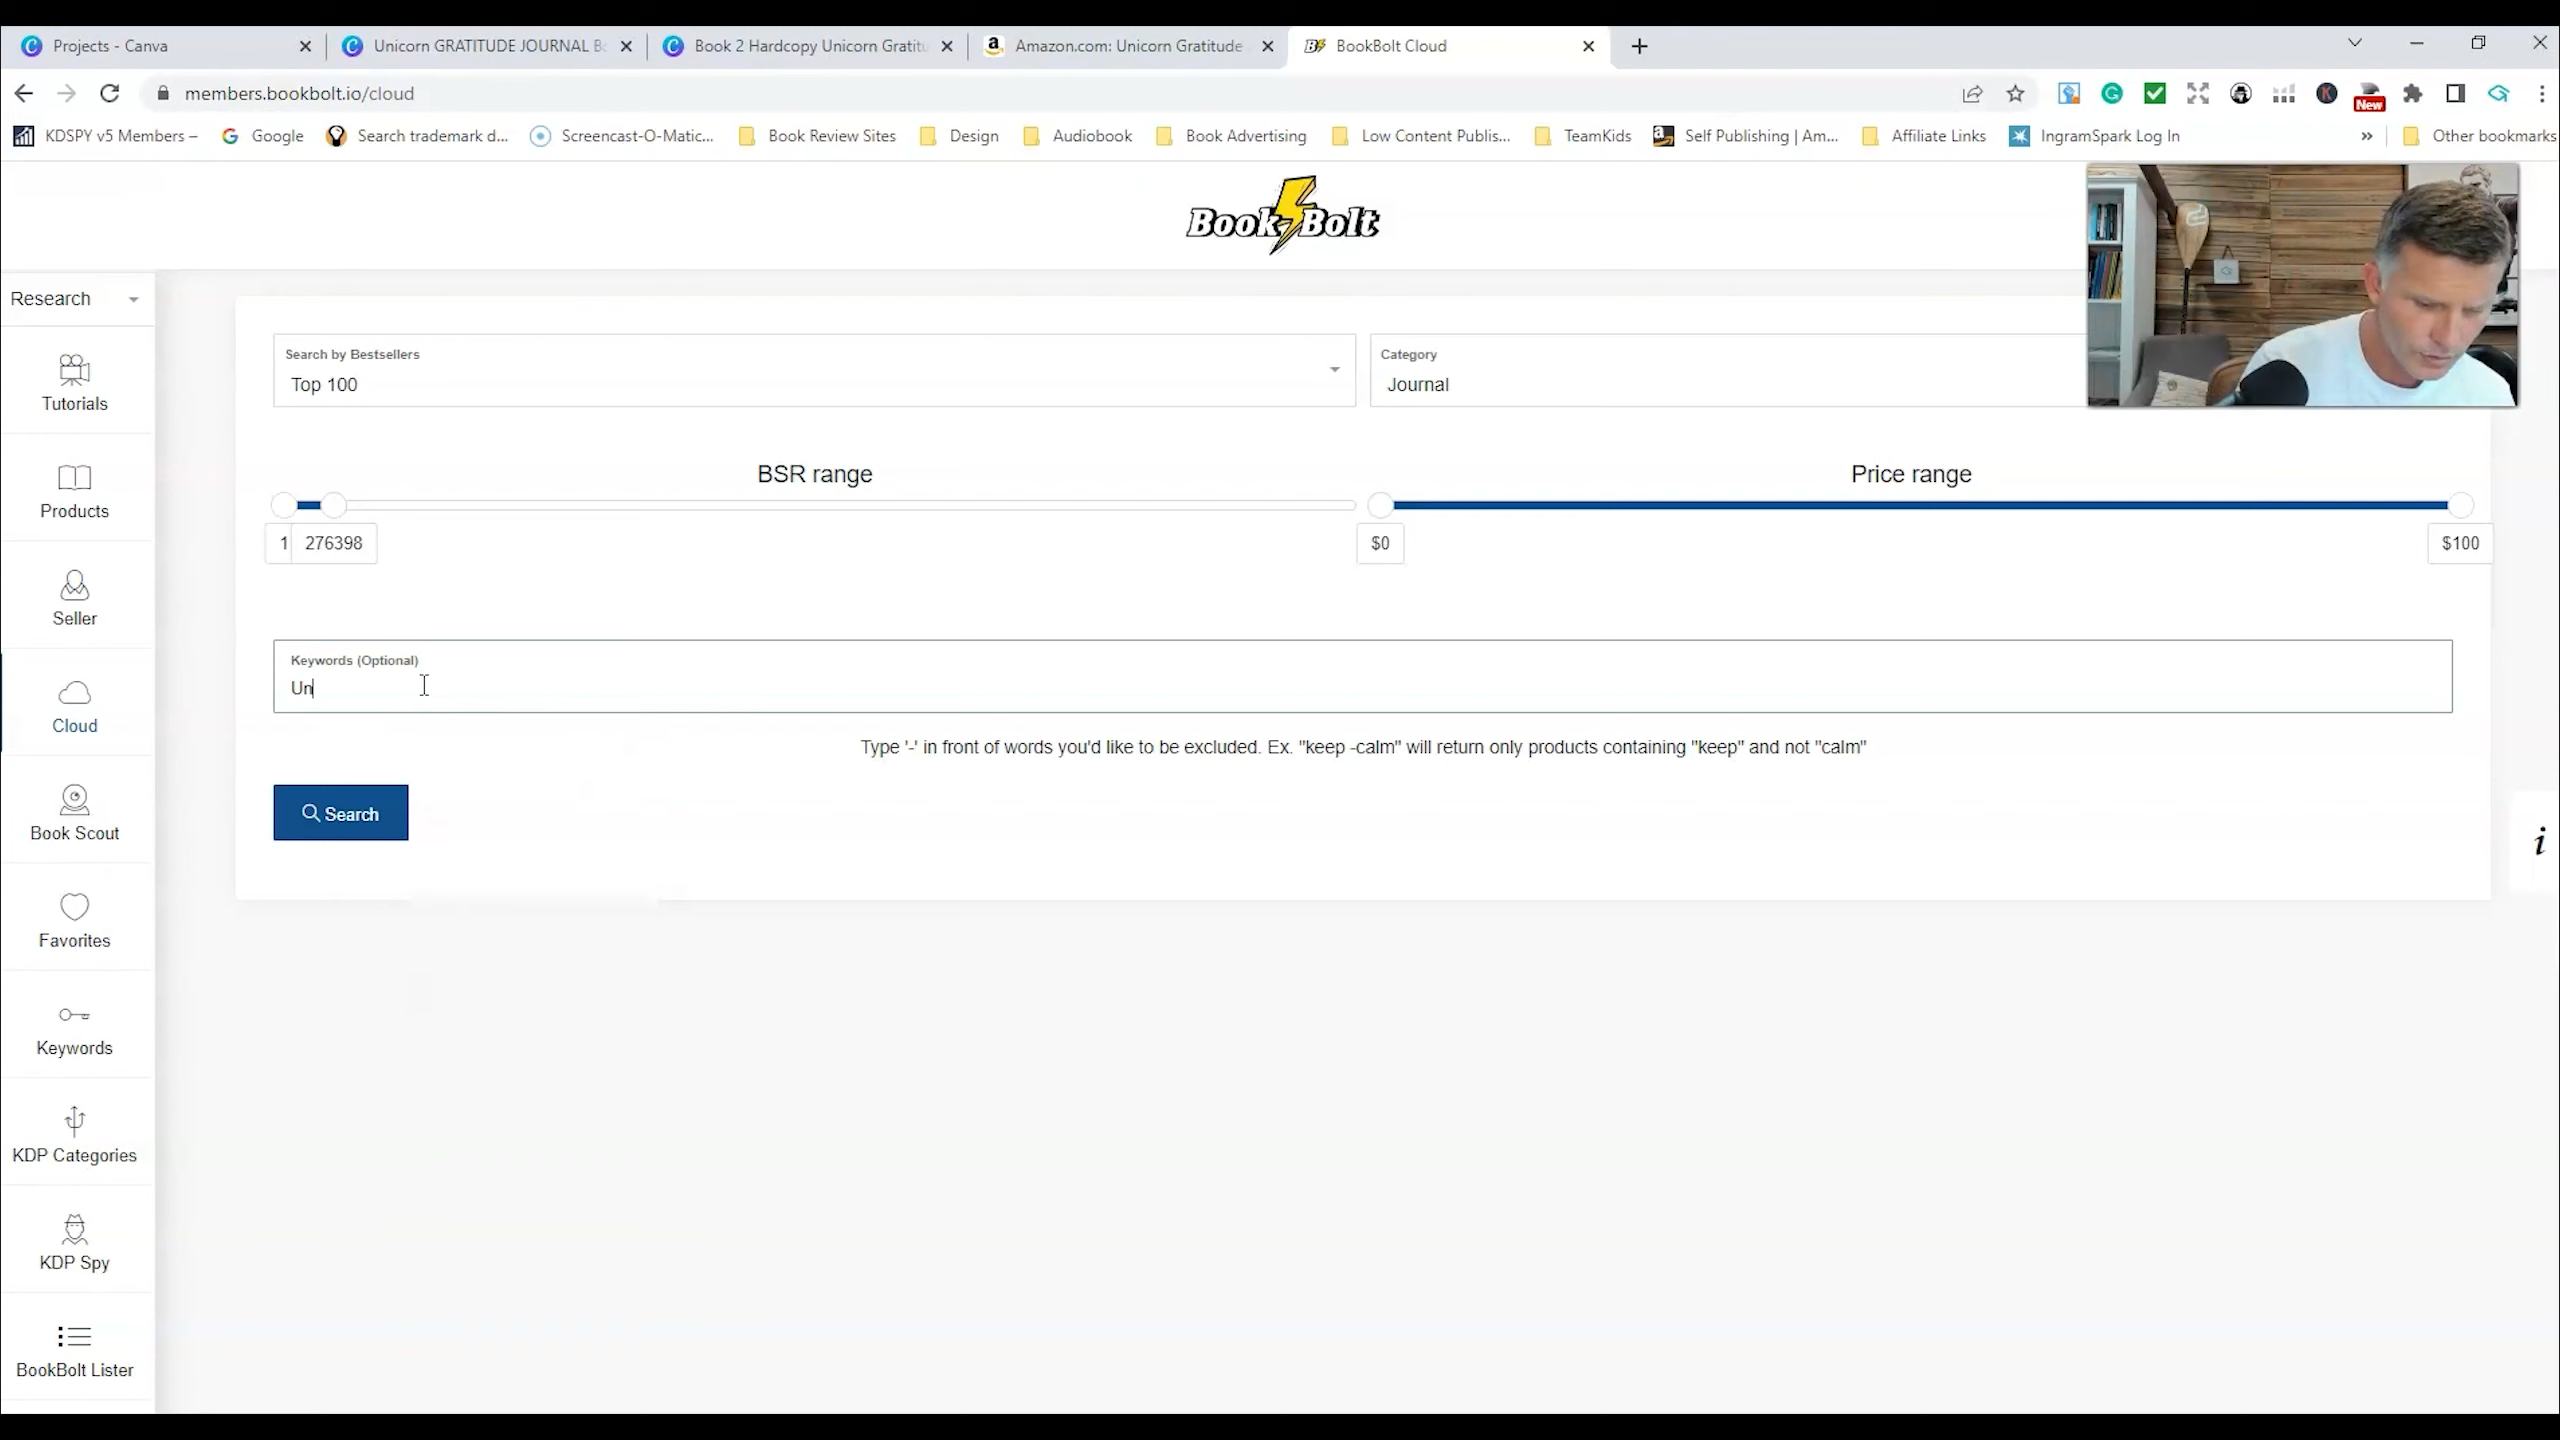 Projects - Canva
Unicorn GRATITUDE JOURNAL Bo
Book 2 Hardcopy Unicorn Gratitu
Amazon.com: Unicorn Gratitude
BookBolt Cloud
members.bookbolt.io/cloud
New
KDSPY v5 Members –
Google
Search trademark d...
Screencast-O-Matic...
Book Review Sites
Design
Audiobook
Book Advertising
Low Content Publis...
TeamKids
Self Publishing | Am...
Affiliate Links
IngramSpark Log In
»
Other bookmarks
Book Bolt
Research
Tutorials
Products
Seller
Cloud
Book Scout
Favorites
Keywords
KDP Categories
KDP Spy
BookBolt Lister
Search by Bestsellers
Top 100
Category
Journal
BSR range
1
276398
Price range
$0
$100
Keywords (Optional)
Un
Type '-' in front of words you'd like to be excluded. Ex. "keep -calm" will return only products containing "keep" and not "calm"
Search
i